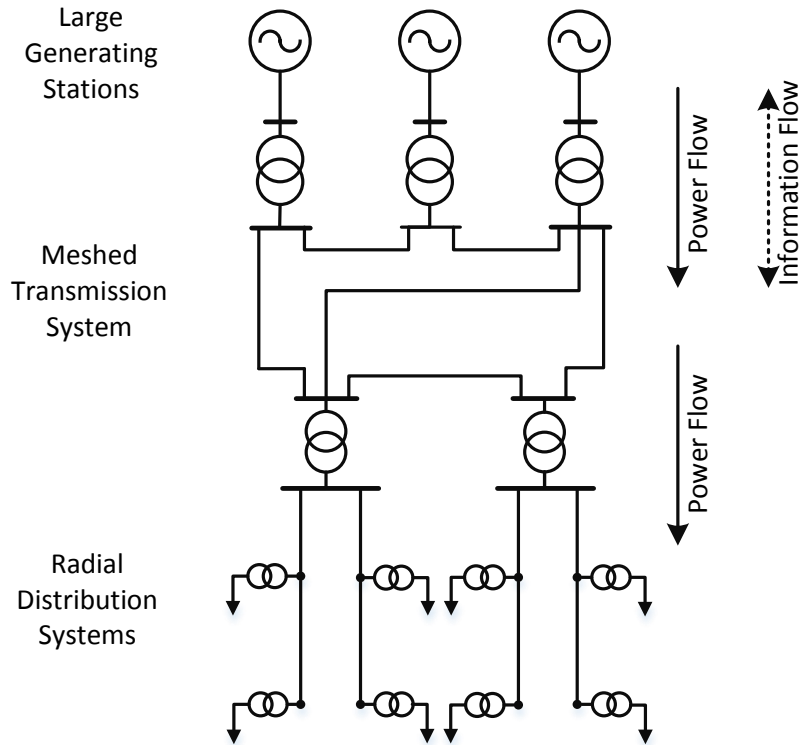 Large
Generating
Stations
Power Flow
Information Flow
Meshed
Transmission
System
Power Flow
Radial
Distribution
Systems